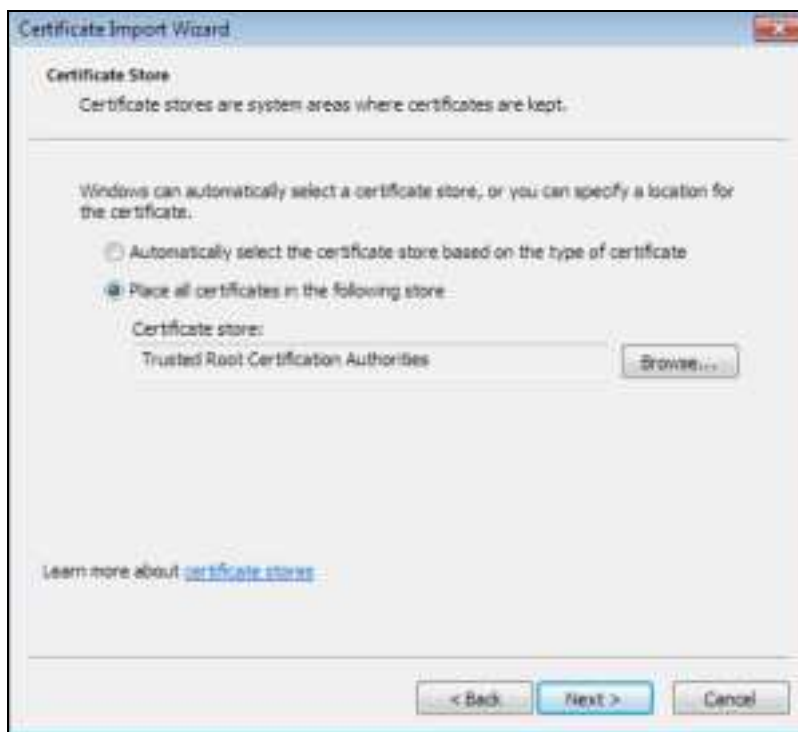 Certificate Import Wizard
Certificate Store
Certificate stores are system areas where certificates are kept.
Windows can automatically select a certificate store, or you can specify a location for
the certificate.
Automatically select the certificate store based on the type of certificate
Place all certificates in the following store
Certificate store:
Trusted Root Certification Authorities
Browse...
Learn more about certificate stores
< Back
Next >
Cancel